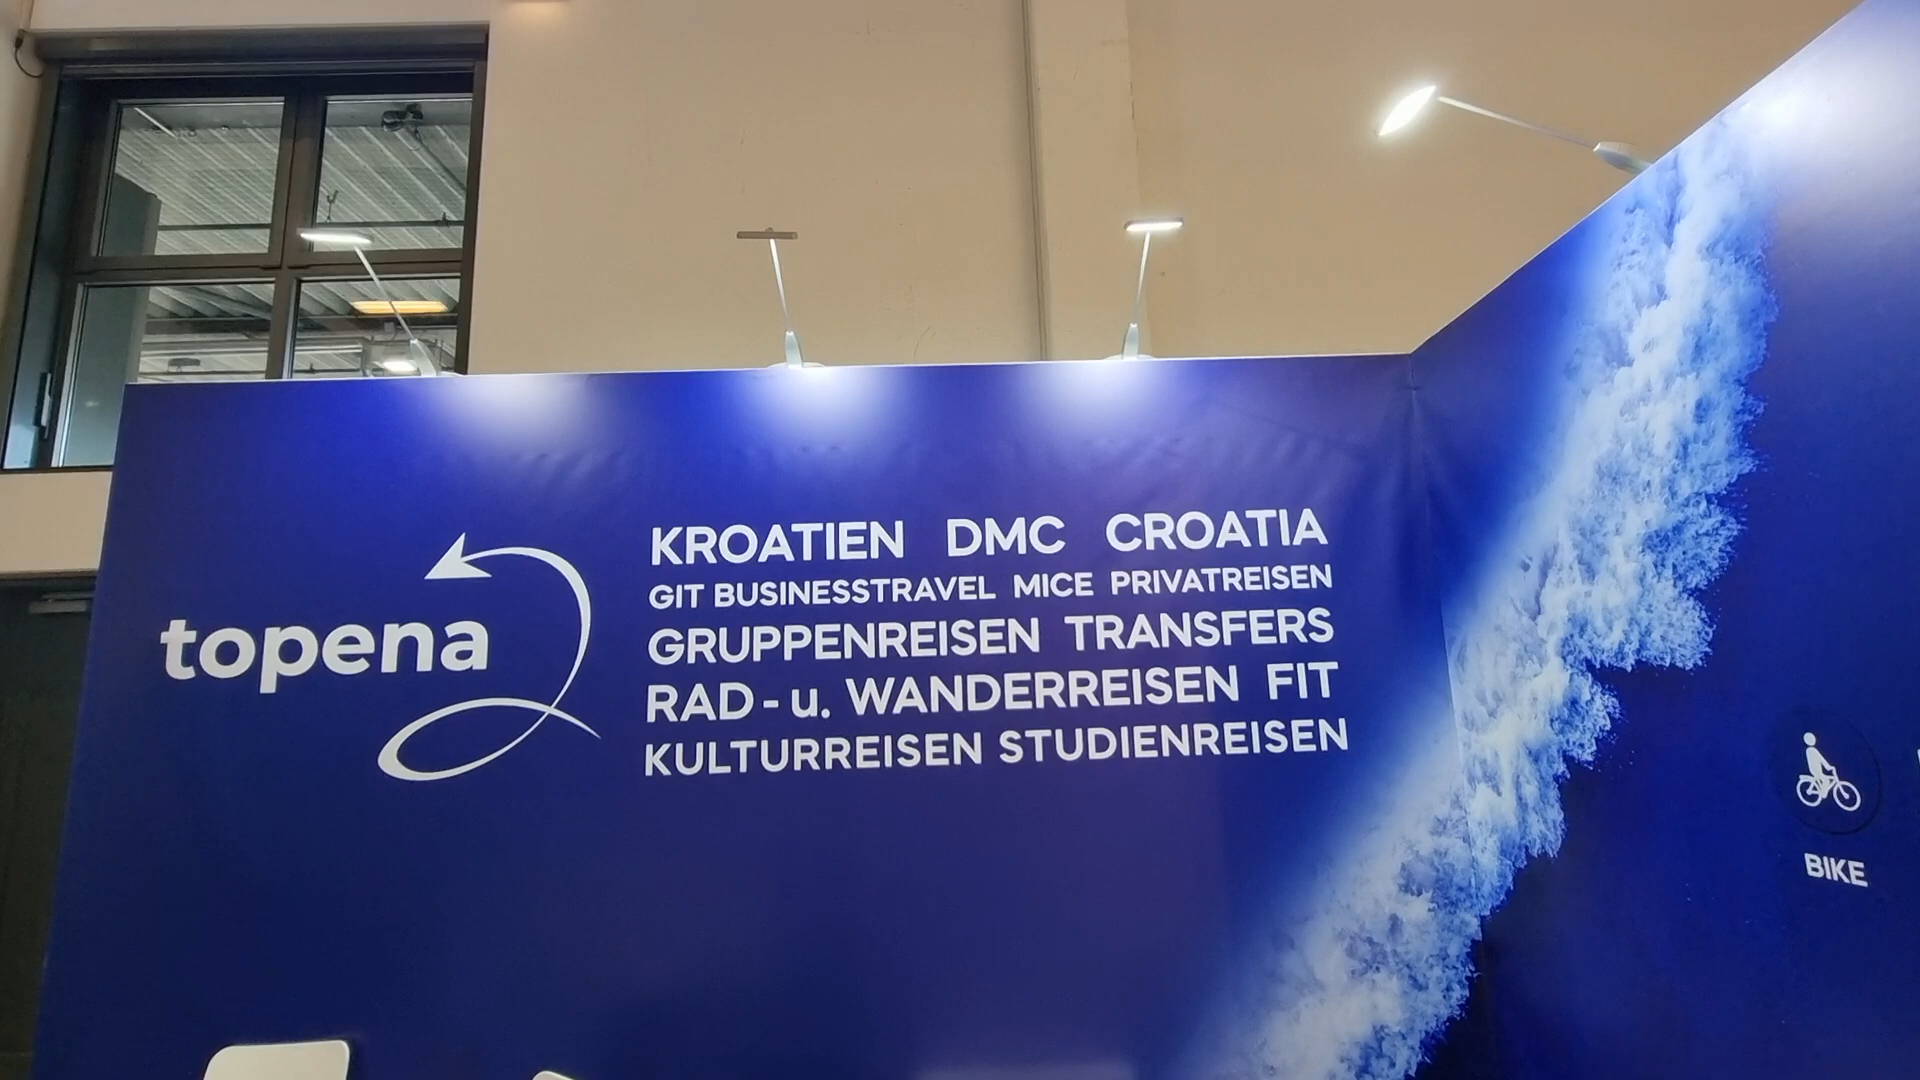 topena
KROATIEN DMC CROATIA
GIT BUSINESSTRAVEL MICE PRIVATREISEN
GRUPPENREISEN TRANSFERS
RAD - u. WANDERREISEN FIT
KULTURREISEN STUDIENREISEN
BIKE